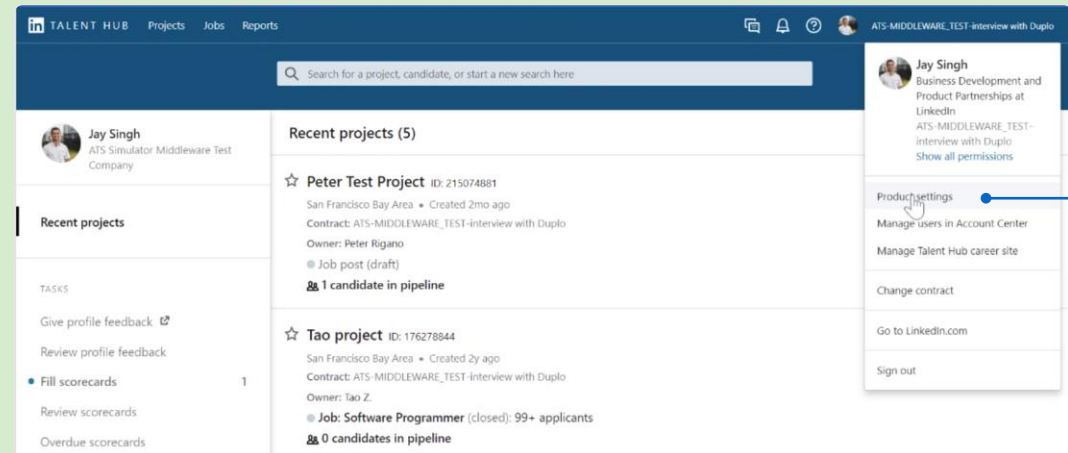 in TALENT HUB Projects Jobs Reports
ATS-MIDDLEWARE_TEST-interview with Duplo
Search for a project, candidate, or start a new search here
Jay Singh
Business Development and
Product Partnerships at
LinkedIn
ATS-MIDDLEWARE_TEST-
interview with Duplo
Show all permissions
Product settings
Manage users in Account Center
Manage Talent Hub career site
Change contract
Go to LinkedIn.com
Sign out
Jay Singh
ATS Simulator Middleware Test
Company
Recent projects
TASKS
Give profile feedback
Review profile feedback
Fill scorecards 1
Review scorecards
Overdue scorecards
Recent projects (5)
Peter Test Project ID: 215074881
San Francisco Bay Area • Created 2mo ago
Contract: ATS-MIDDLEWARE_TEST-interview with Duplo
Owner: Peter Rigano
Job post (draft)
1 candidate in pipeline
Tao project ID: 176278844
San Francisco Bay Area • Created 2y ago
Contract: ATS-MIDDLEWARE_TEST-interview with Duplo
Owner: Tao Z.
Job: Software Programmer (closed): 99+ applicants
0 candidates in pipeline